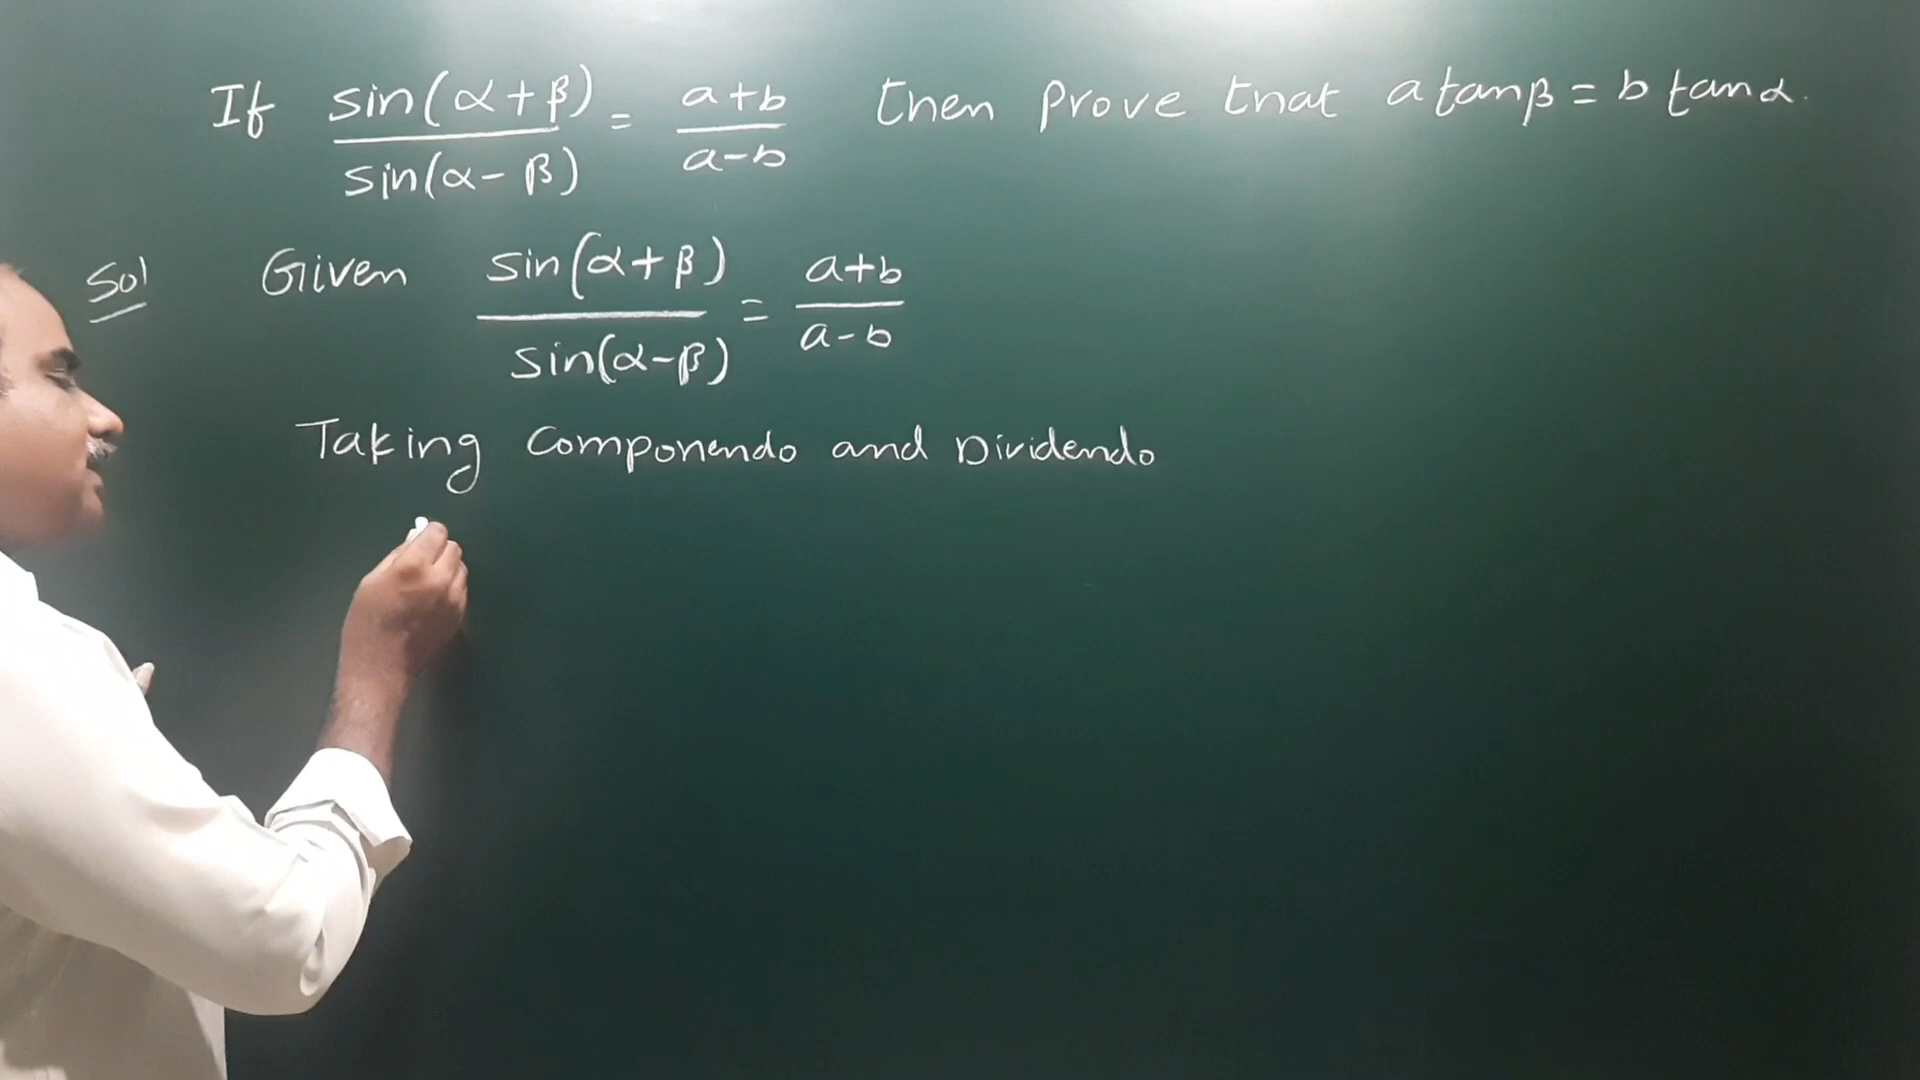 If sin(α+β)/sin(α-β) = a+b/a-b then Prove that a tanβ = b tanα.
Sol Given sin(α+β)/sin(α-β) = a+b/a-b
Taking Componendo and Dividendo